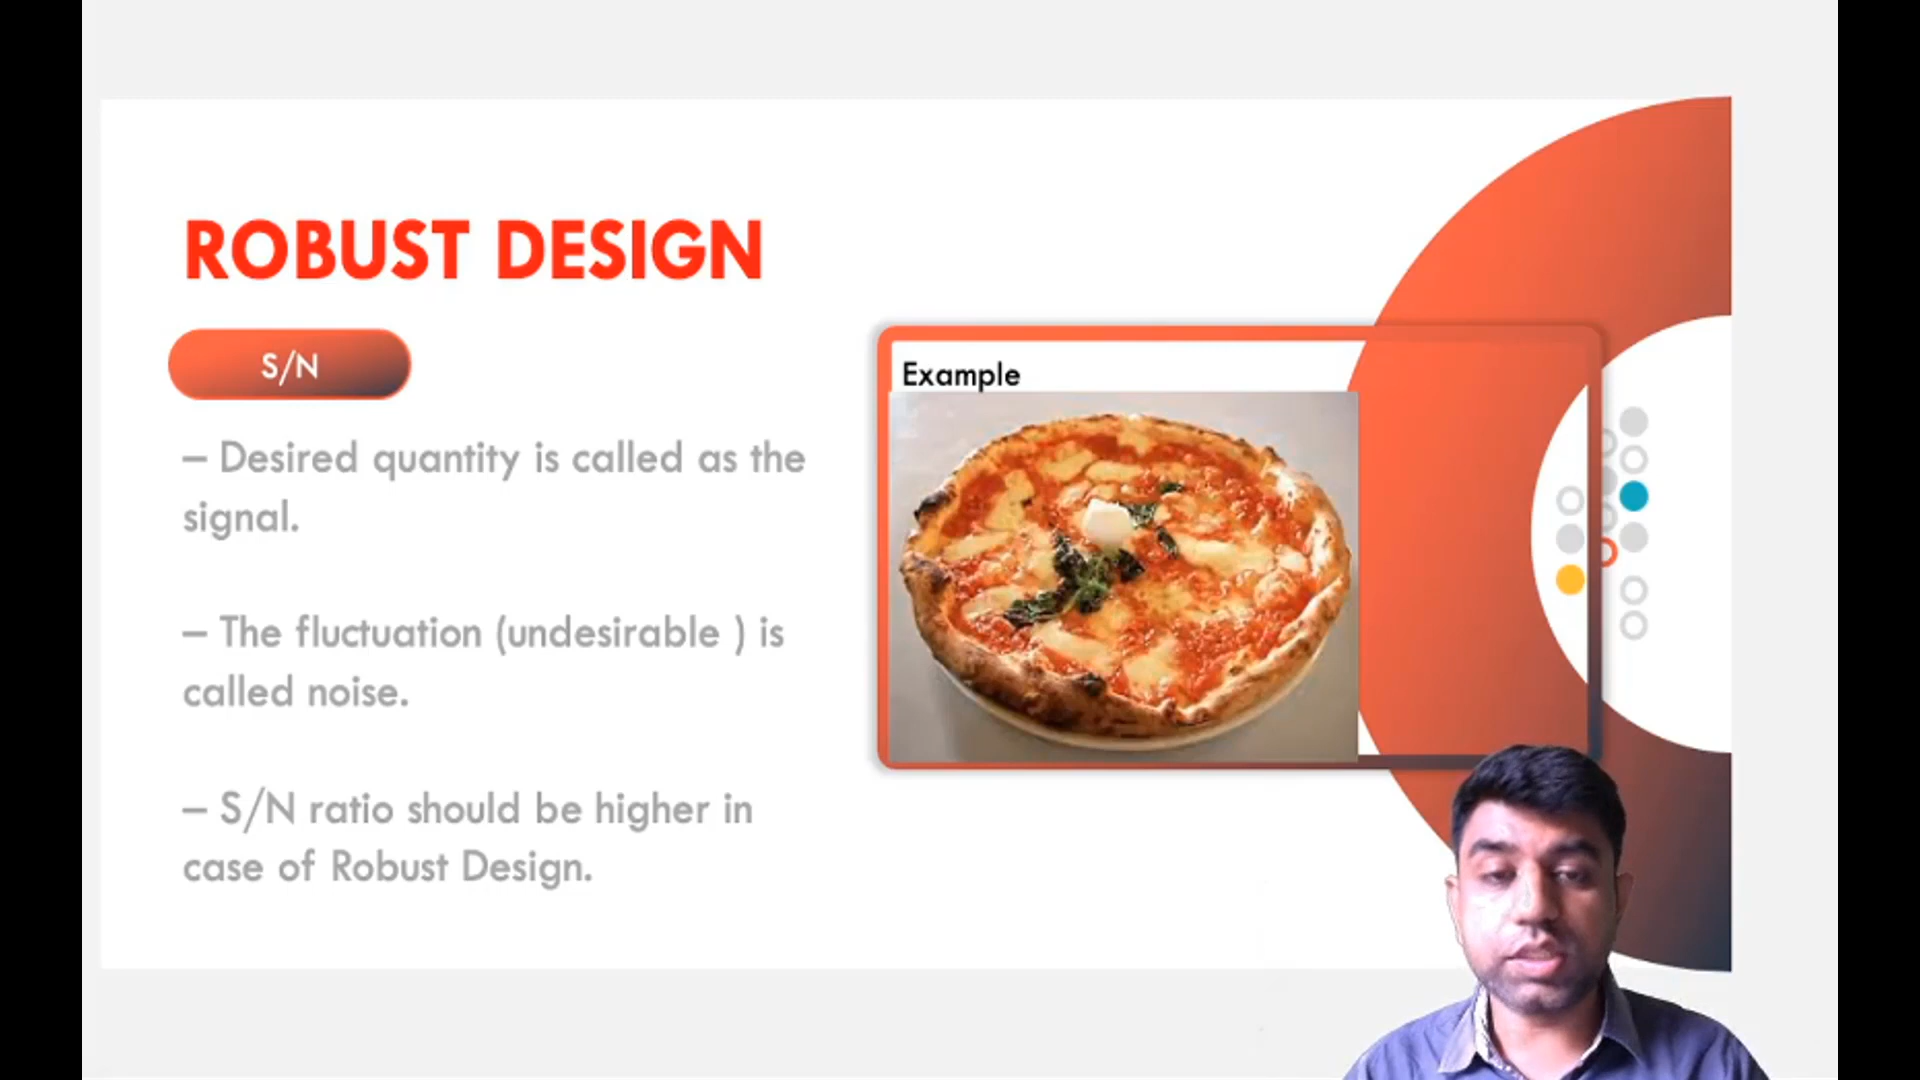 ROBUST DESIGN
S/N
– Desired quantity is called as the
signal.
– The fluctuation (undesirable ) is
called noise.
– S/N ratio should be higher in
case of Robust Design.
Example